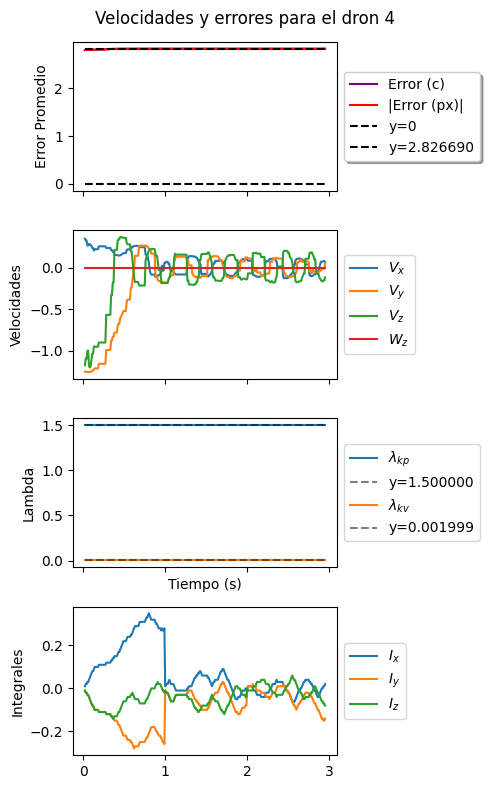 Velocidades y errores para el dron 4
Error Promedio
2
1
0
Error (c)
|Error (px)|
y=0
y=2.826690
Velocidades
0.0
−0.5
−1.0
V_x
V_y
V_z
W_z
Lambda
1.5
1.0
0.5
0.0
λ_kp
y=1.500000
λ_kv
y=0.001999
Tiempo (s)
Integrales
0.2
0.0
−0.2
0 1 2 3
I_x
I_y
I_z